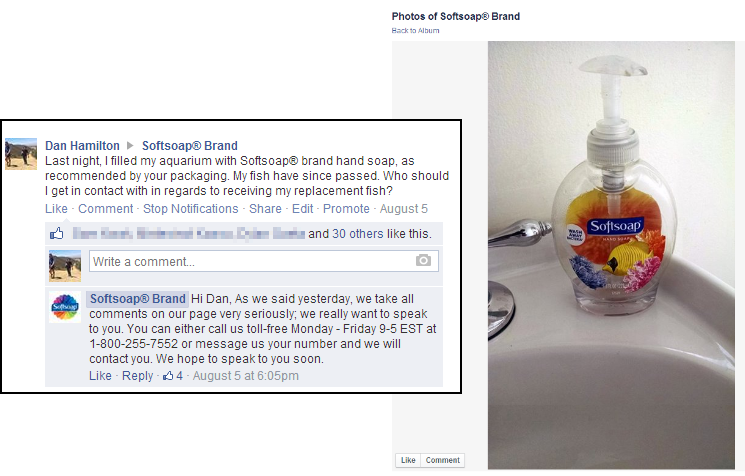 Photos of Softsoap® Brand
Back to Album
Dan Hamilton ▶ Softsoap® Brand
Last night, I filled my aquarium with Softsoap® brand hand soap, as
recommended by your packaging. My fish have since passed. Who should
I get in contact with in regards to receiving my replacement fish?
Like · Comment · Stop Notifications · Share · Edit · Promote · August 5
and 30 others like this.
Write a comment...
Softsoap® Brand Hi Dan, As we said yesterday, we take all
comments on our page very seriously; we really want to speak
to you. You can either call us toll-free Monday - Friday 9-5 EST at
1-800-255-7552 or message us your number and we will
contact you. We hope to speak to you soon.
Like · Reply · 4 · August 5 at 6:05pm
Softsoap
Softsoap
HAND SOAP
WASH
AWAY
BACTERIA
Like Comment